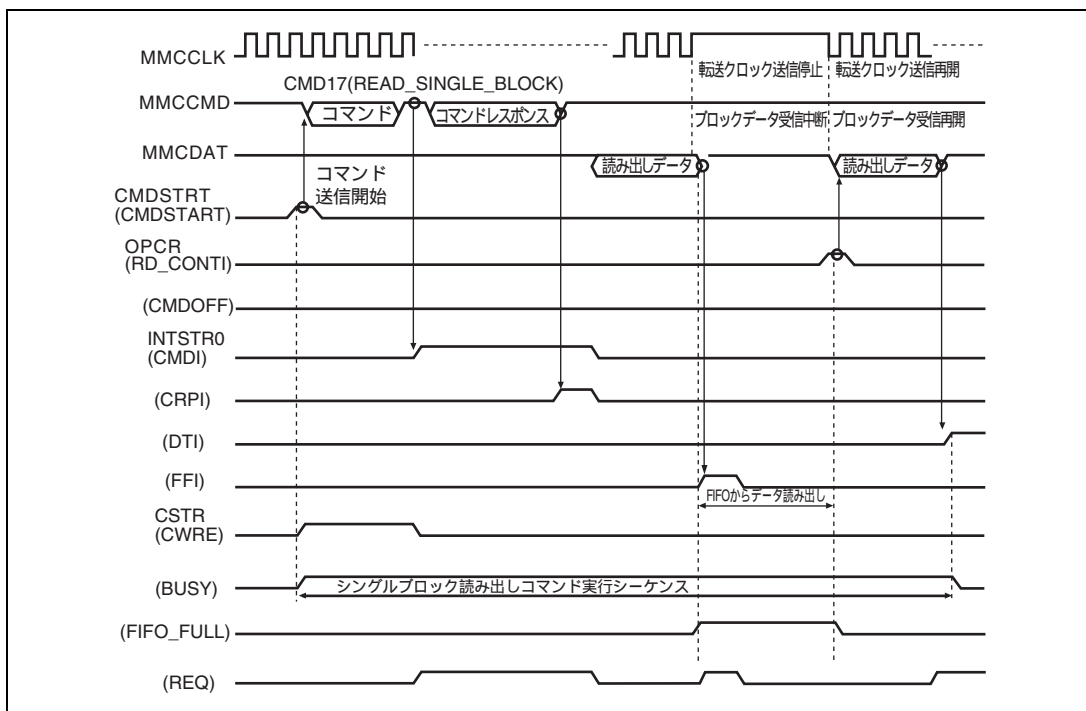 MMCCLK
転送クロック送信停止 転送クロック送信再開
CMD17(READ_SINGLE_BLOCK)
MMCCMD
コマンド
コマンドレスポンス
ブロックデータ受信中断 ブロックデータ受信再開
MMCDAT
読み出しデータ
読み出しデータ
コマンド
送信開始
CMDSTRT
(CMDSTART)
OPCR
(RD_CONTI)
(CMDOFF)
INTSTR0
(CMDI)
(CRPI)
(DTI)
(FFI)
FIFOからデータ読み出し
CSTR
(CWRE)
(BUSY)
シングルブロック読み出しコマンド実行シーケンス
(FIFO_FULL)
(REQ)